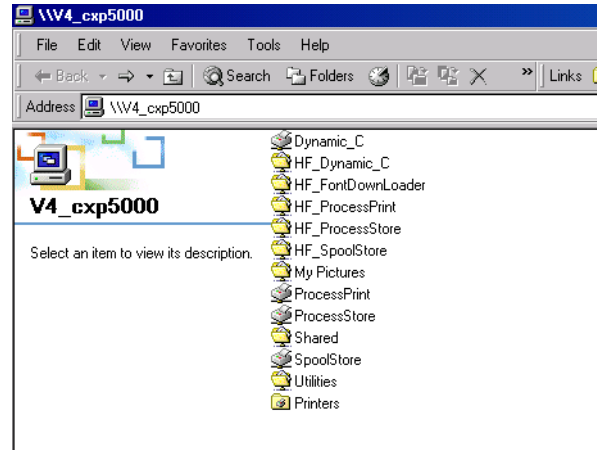 \\V4_cxp5000
File Edit View Favorites Tools Help
Back Search Folders » Links
Address \\V4_cxp5000
V4_cxp5000
Select an item to view its description.
Dynamic_C
HF_Dynamic_C
HF_FontDownLoader
HF_ProcessPrint
HF_ProcessStore
HF_SpoolStore
My Pictures
ProcessPrint
ProcessStore
Shared
SpoolStore
Utilities
Printers